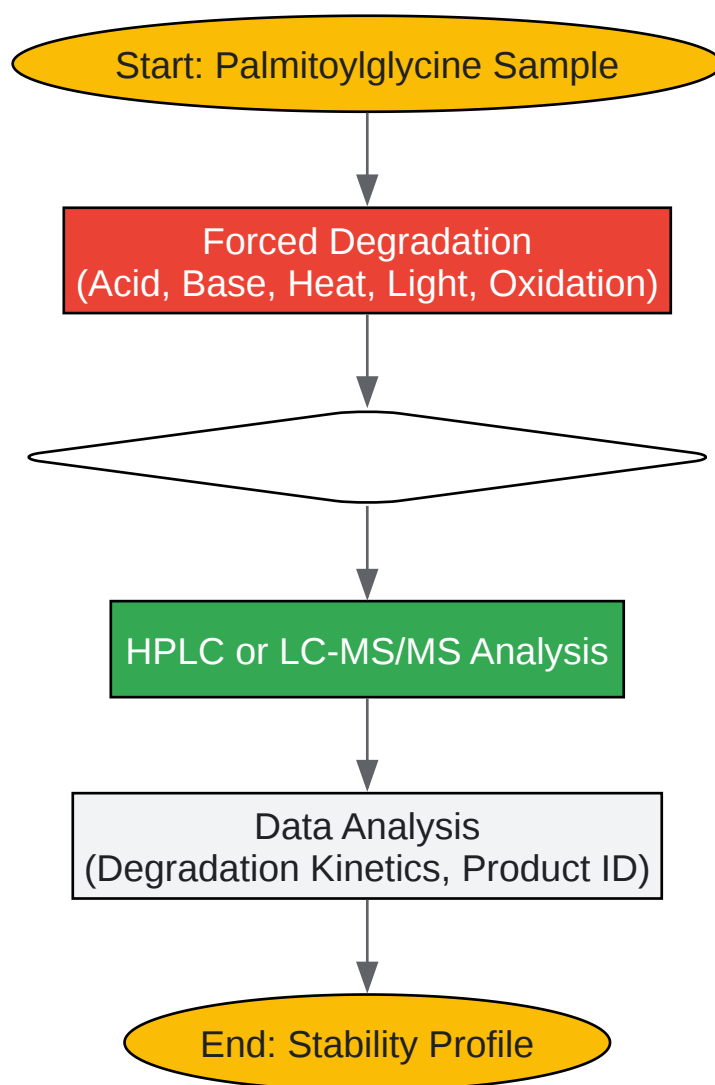 Start: Palmitoylglycine Sample
Forced Degradation
(Acid, Base, Heat, Light, Oxidation)
HPLC or LC-MS/MS Analysis
Data Analysis
(Degradation Kinetics, Product ID)
End: Stability Profile